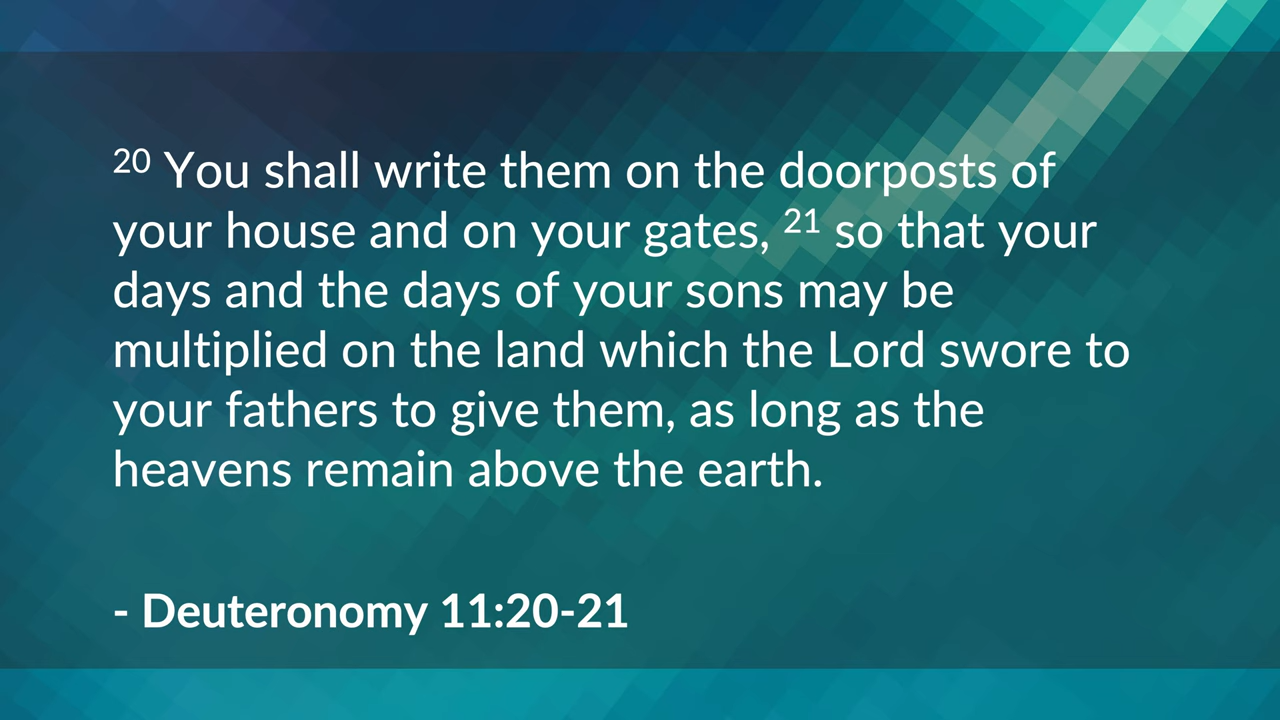 20 You shall write them on the doorposts of
your house and on your gates, 21 so that your
days and the days of your sons may be
multiplied on the land which the Lord swore to
your fathers to give them, as long as the
heavens remain above the earth.
- Deuteronomy 11:20-21